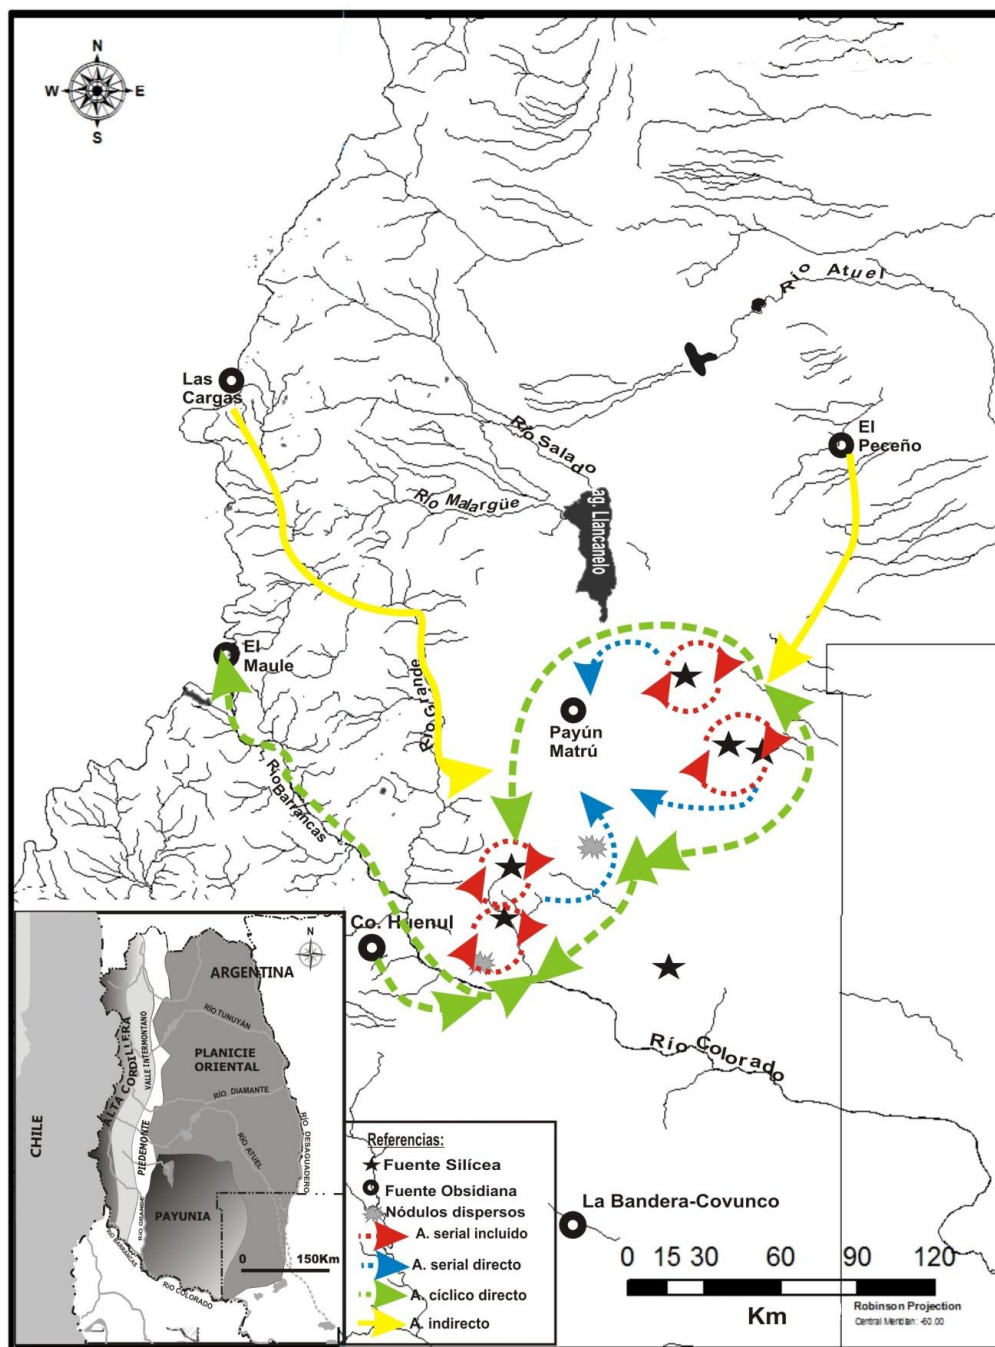 N
W
E
S
Río Atuel
Las
Cargas
El
Peceño
Río Salado
Río Malargüe
ag. Llancanelo
El
Maule
Río Grande
Payún
Matrú
Río Barrancas
Co. Huenul
Río Colorado
La Bandera-Covunco
0 15 30 60 90 120
Km
Robinson Projection
Central Meridian: -60.00
N
ARGENTINA
CHILE
ALTA CORDILLERA
VALLE INTERMONTANO
PIEDEMONTE
RÍO TUNUYÁN
PLANICIE
ORIENTAL
RÍO DIAMANTE
RÍO ATUEL
RÍO DESAGUADERO
PAYUNIA
RÍO GRANDE
RÍO BARRANCAS
RÍO COLORADO
0 150Km
Referencias:
Fuente Silícea
Fuente Obsidiana
Nódulos dispersos
A. serial incluido
A. serial directo
A. cíclico directo
A. indirecto